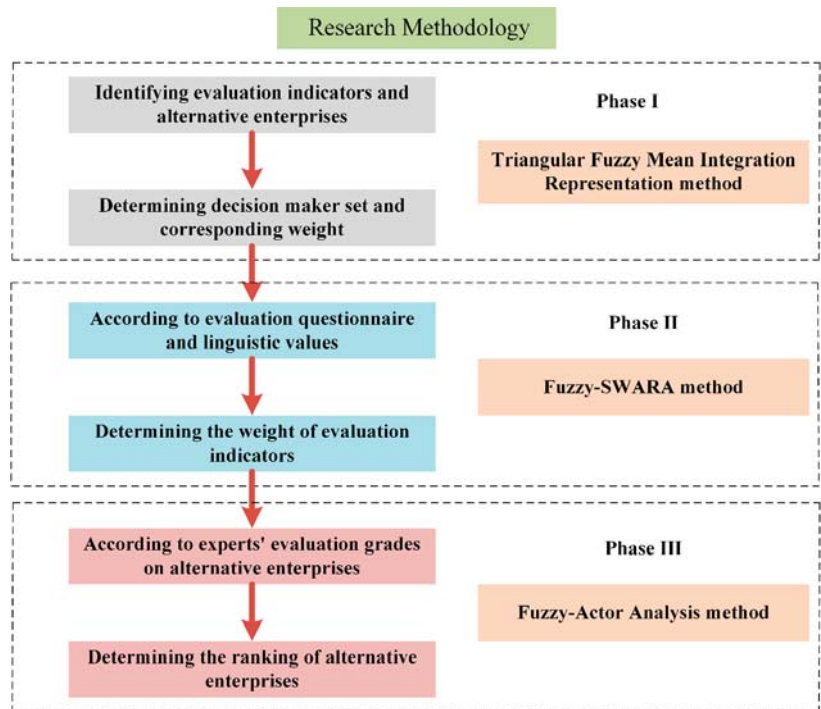 Research Methodology
Identifying evaluation indicators and
alternative enterprises
Phase I
Triangular Fuzzy Mean Integration
Representation method
Determining decision maker set and
corresponding weight
According to evaluation questionnaire
and linguistic values
Phase II
Fuzzy-SWARA method
Determining the weight of evaluation
indicators
According to experts' evaluation grades
on alternative enterprises
Phase III
Fuzzy-Actor Analysis method
Determining the ranking of alternative
enterprises